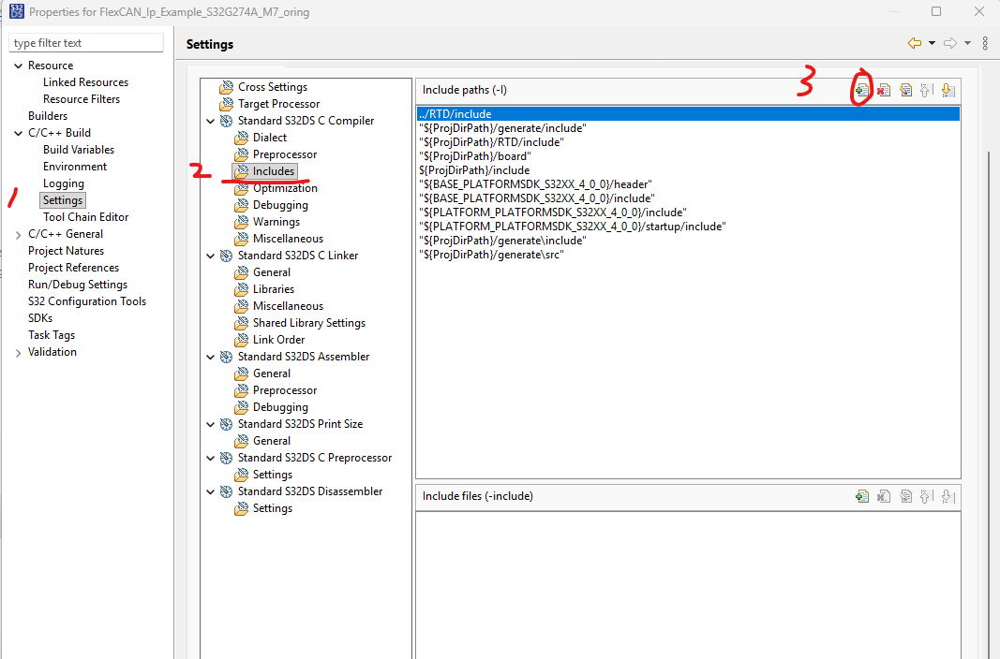 Properties for FlexCAN_Ip_Example_S32G274A_M7_oring
type filter text
Resource
Linked Resources
Resource Filters
Builders
C/C++ Build
Build Variables
Environment
Logging
1
Settings
Tool Chain Editor
C/C++ General
Project Natures
Project References
Run/Debug Settings
S32 Configuration Tools
SDKs
Task Tags
Validation
Settings
Cross Settings
Target Processor
Standard S32DS C Compiler
Dialect
Preprocessor
2
Includes
Optimization
Debugging
Warnings
Miscellaneous
Standard S32DS C Linker
General
Libraries
Miscellaneous
Shared Library Settings
Link Order
Standard S32DS Assembler
General
Preprocessor
Debugging
Standard S32DS Print Size
General
Standard S32DS C Preprocessor
Settings
Standard S32DS Disassembler
Settings
Include paths (-I)
3
../RTD/include
"${ProjDirPath}/generate/include"
"${ProjDirPath}/RTD/include"
"${ProjDirPath}/board"
${ProjDirPath}/include
"${BASE_PLATFORMSDK_S32XX_4_0_0}/header"
"${BASE_PLATFORMSDK_S32XX_4_0_0}/include"
"${PLATFORM_PLATFORMSDK_S32XX_4_0_0}/include"
"${PLATFORM_PLATFORMSDK_S32XX_4_0_0}/startup/include"
"${ProjDirPath}/generate\include"
"${ProjDirPath}/generate\src"
Include files (-include)